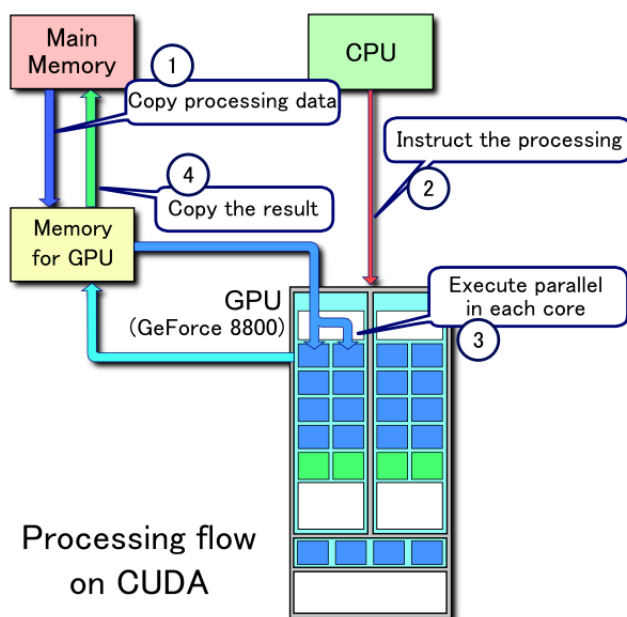 Main
Memory
CPU
1
Copy processing data
Instruct the processing
2
4
Copy the result
Memory
for GPU
GPU
(GeForce 8800)
Execute parallel
in each core
3
Processing flow
on CUDA